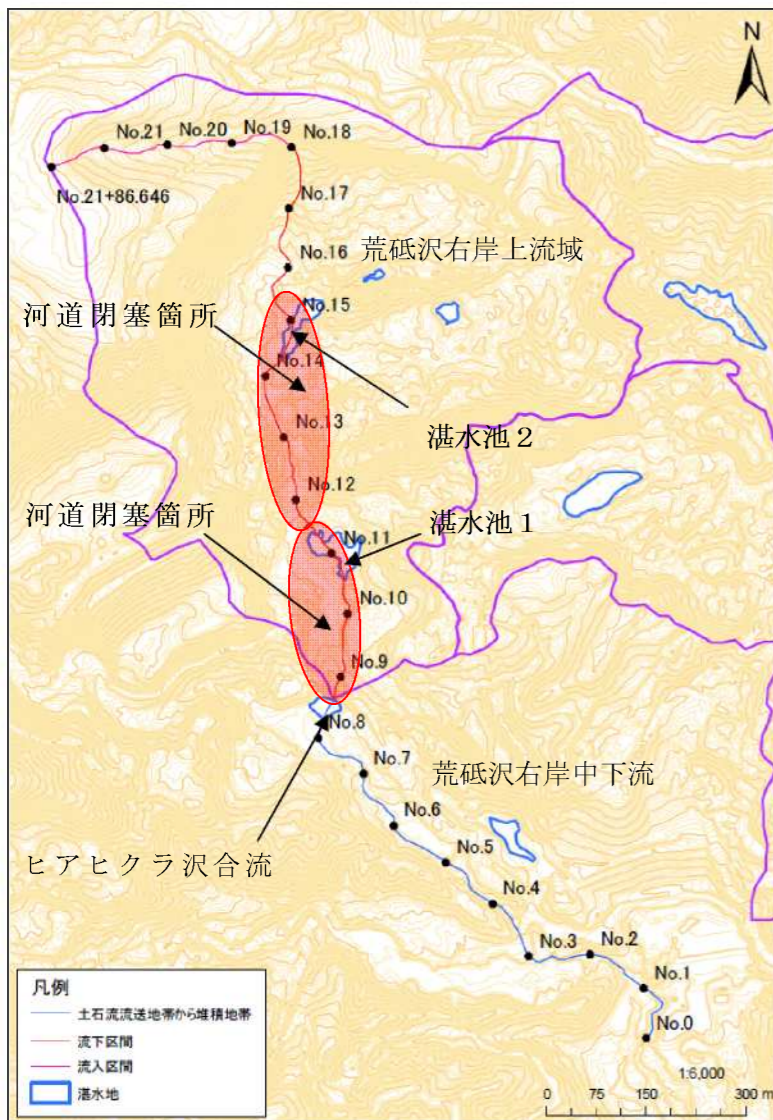 N
No.21
No.20
No.19
No.18
No.21+86.646
No.17
No.16
荒砥沢右岸上流域
No.15
河道閉塞箇所
No.14
No.13
湛水池２
No.12
河道閉塞箇所
湛水池１
No.11
No.10
No.9
No.8
No.7
荒砥沢右岸中下流
No.6
No.5
ヒアヒクラ沢合流
No.4
No.3
No.2
No.1
No.0
凡例
土石流流送地帯から堆積地帯
流下区間
流入区間
湛水地
1:6,000
0 75 150 300 m